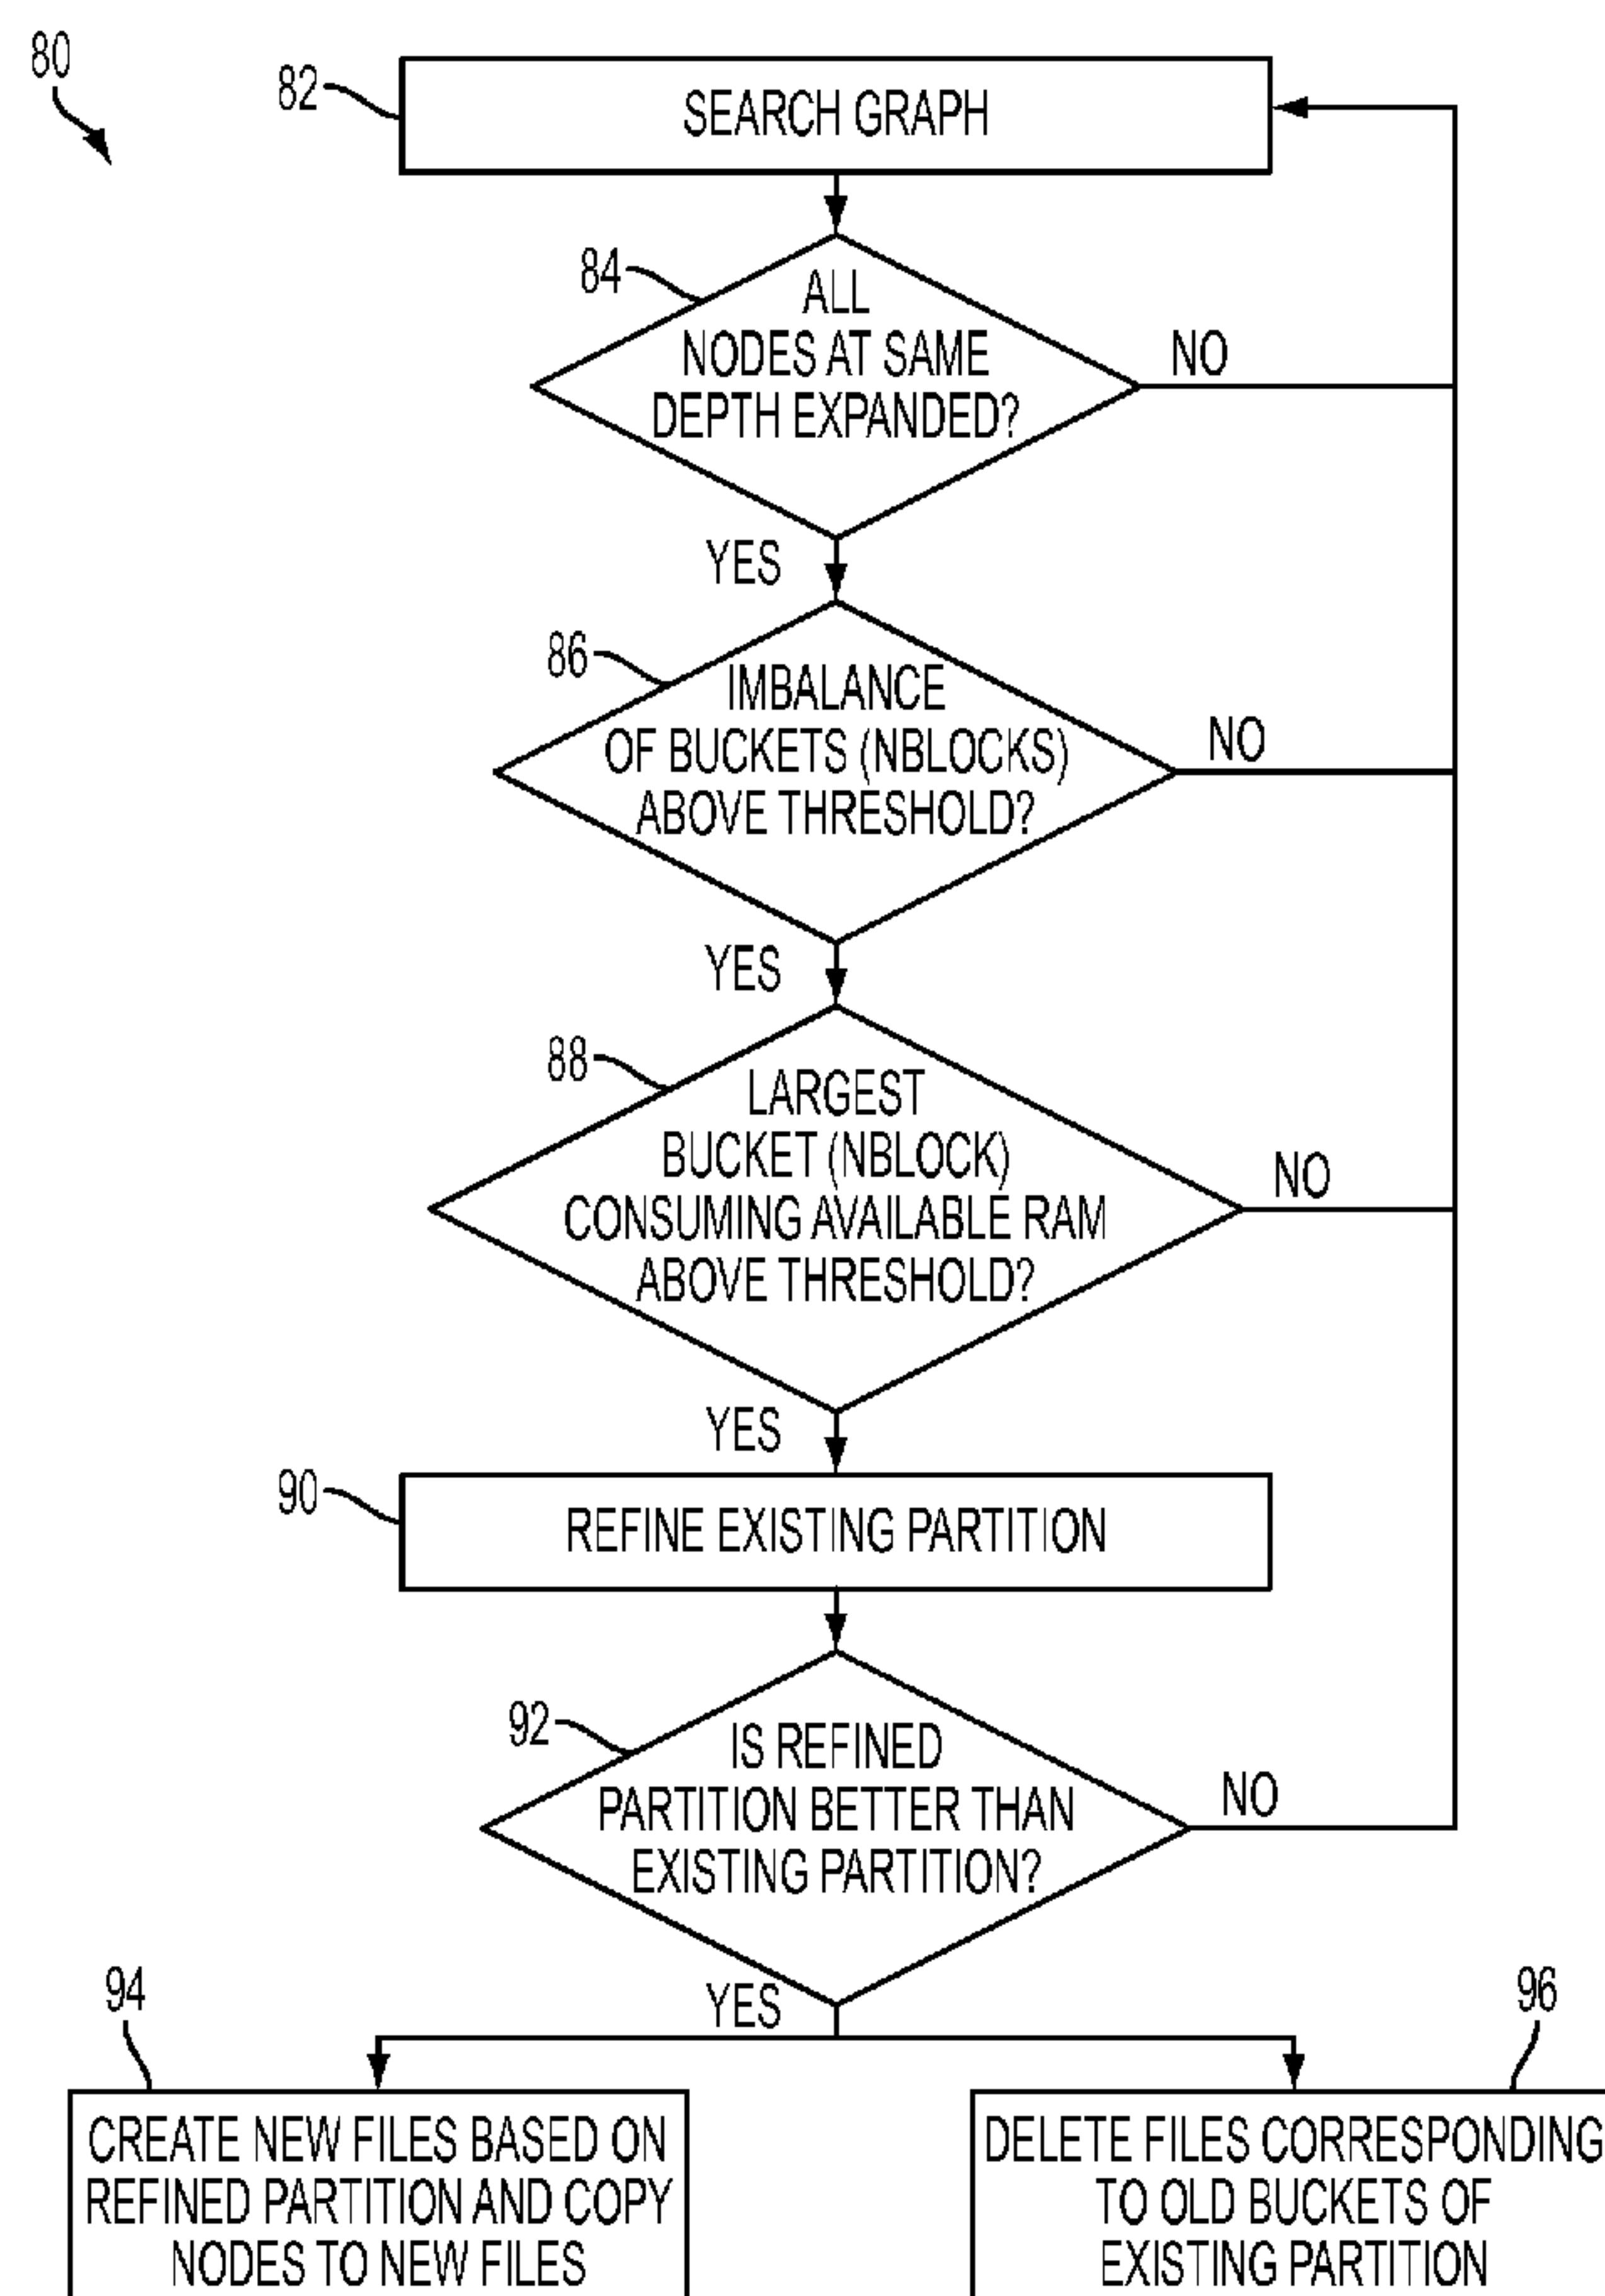 80
82
SEARCH GRAPH
84
ALL
NODES AT SAME
DEPTH EXPANDED?
NO
YES
86
IMBALANCE
OF BUCKETS (NBLOCKS)
ABOVE THRESHOLD?
NO
YES
88
LARGEST
BUCKET (NBLOCK)
CONSUMING AVAILABLE RAM
ABOVE THRESHOLD?
NO
YES
90
REFINE EXISTING PARTITION
92
IS REFINED
PARTITION BETTER THAN
EXISTING PARTITION?
NO
YES
94
CREATE NEW FILES BASED ON
REFINED PARTITION AND COPY
NODES TO NEW FILES
96
DELETE FILES CORRESPONDING
TO OLD BUCKETS OF
EXISTING PARTITION